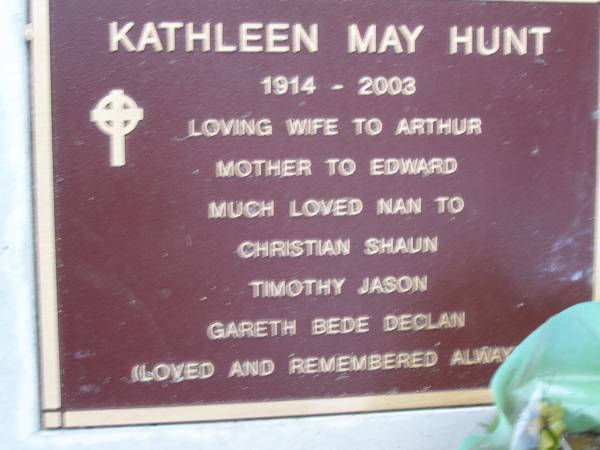 KATHLEEN MAY HUNT
1914 - 2003
LOVING WIFE TO ARTHUR
MOTHER TO EDWARD
MUCH LOVED NAN TO
CHRISTIAN SHAUN
TIMOTHY JASON
GARETH BEDE DECLAN
(LOVED AND REMEMBERED ALWAY